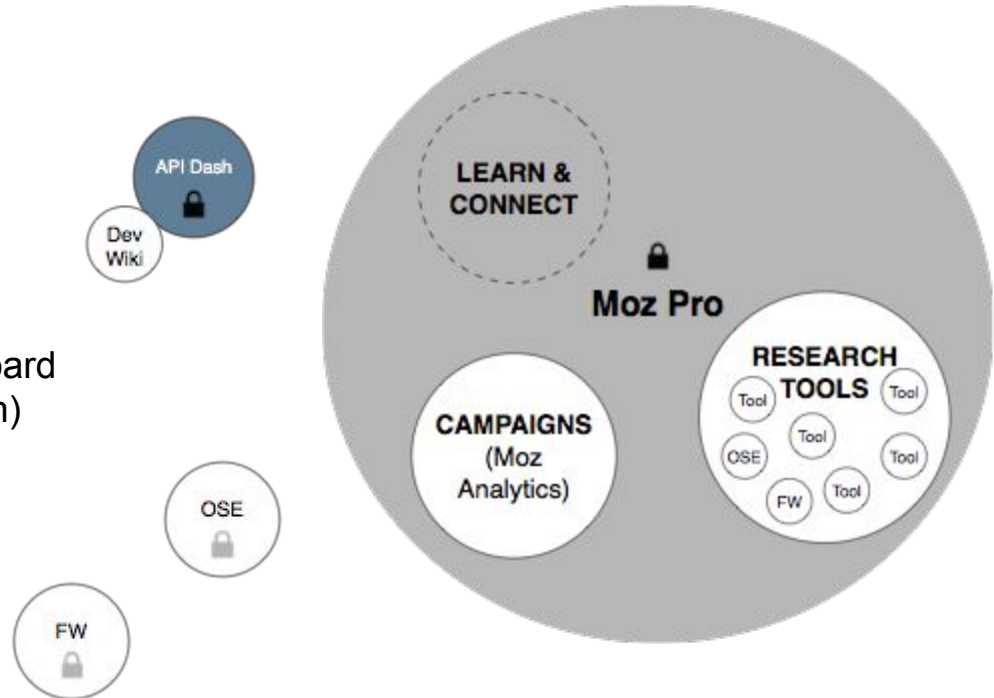 API Dash
Dev
Wiki
LEARN &
CONNECT
Moz Pro
RESEARCH
TOOLS
Tool
Tool
Tool
OSE
Tool
FW
Tool
CAMPAIGNS
(Moz
Analytics)
OSE
FW